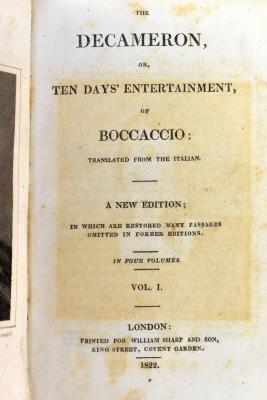 THE
DECAMERON,
OR,
TEN DAYS' ENTERTAINMENT,
OF
BOCCACCIO:
TRANSLATED FROM THE ITALIAN.
A NEW EDITION;
IN WHICH ARE RESTORED MANY PASSAGES
OMITTED IN FORMER EDITIONS.
IN FOUR VOLUMES.
VOL. I.
LONDON:
PRINTED FOR WILLIAM SHARP AND SON,
KING STREET, COVENT GARDEN.
1822.